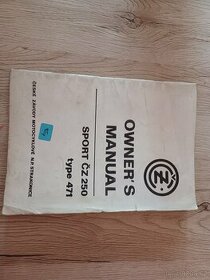 ČZ
OWNER'S
MANUAL
SPORT ČZ 250
type 471
ČESKÉ ZÁVODY MOTOCYKLOVÉ N.P. STRAKONICE